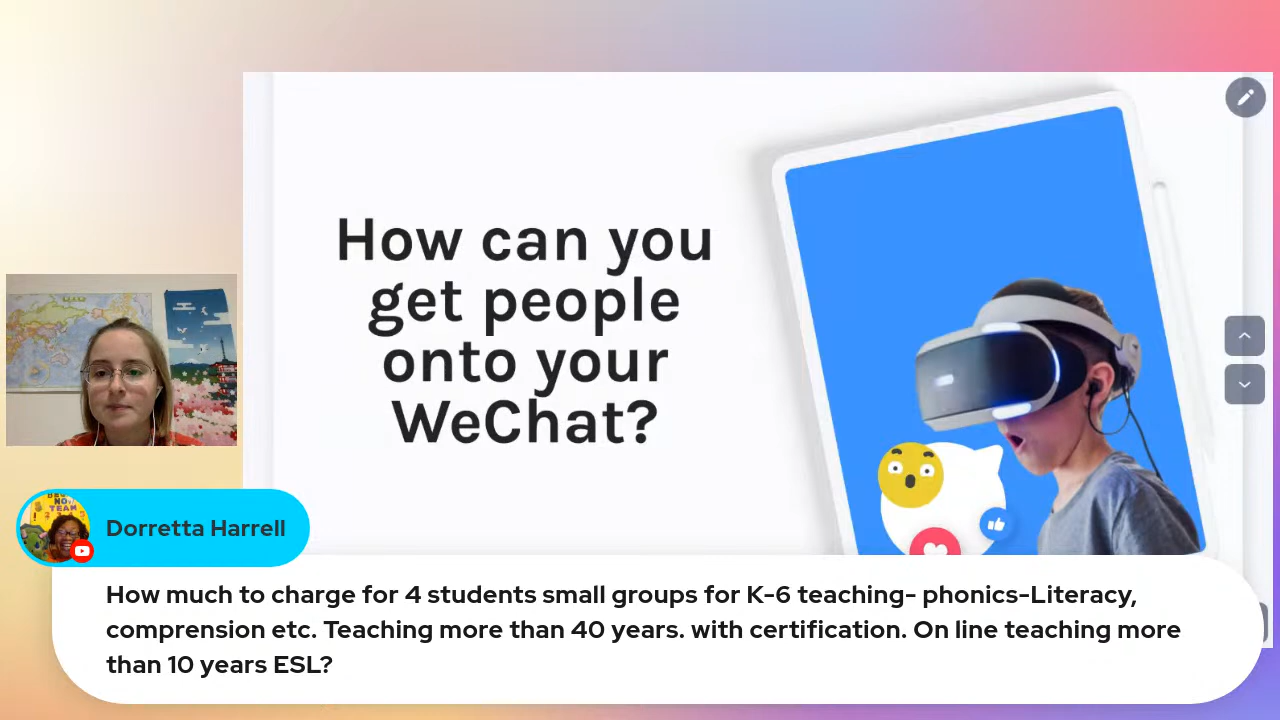 How can you
get people
onto your
WeChat?
Dorretta Harrell
How much to charge for 4 students small groups for K-6 teaching- phonics-Literacy,
comprension etc. Teaching more than 40 years. with certification. On line teaching more
than 10 years ESL?